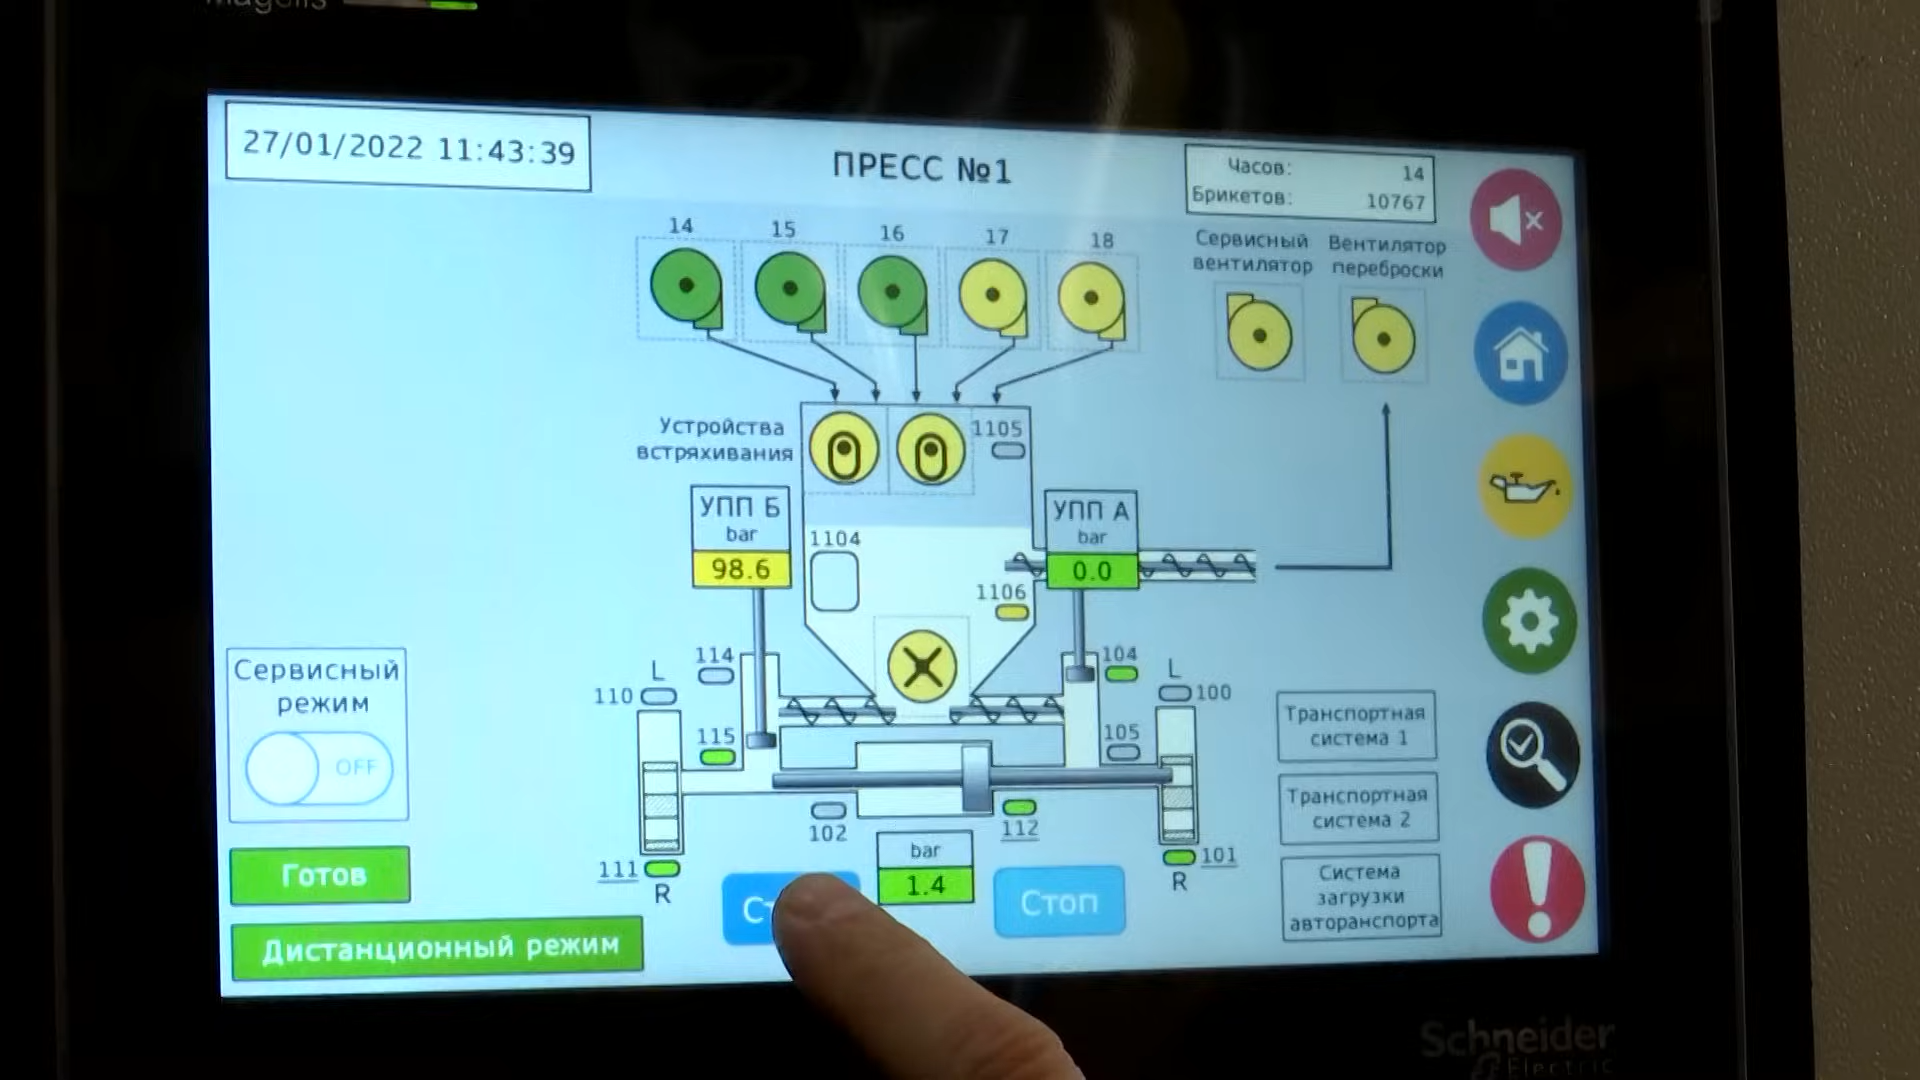 Magelis
27/01/2022 11:43:39
ПРЕСС №1
Часов: 14
Брикетов: 10767
14
15
16
17
18
Сервисный
вентилятор
Вентилятор
переброски
Устройства
встряхивания
1105
УПП Б
bar
98.6
1104
УПП А
bar
0.0
1106
Сервисный
режим
OFF
L
110
114
115
104
105
L
100
102
112
111
R
101
R
bar
1.4
Стоп
Готов
Дистанционный режим
Транспортная
система 1
Транспортная
система 2
Система
загрузки
авторанспорта
Schneider
Electric